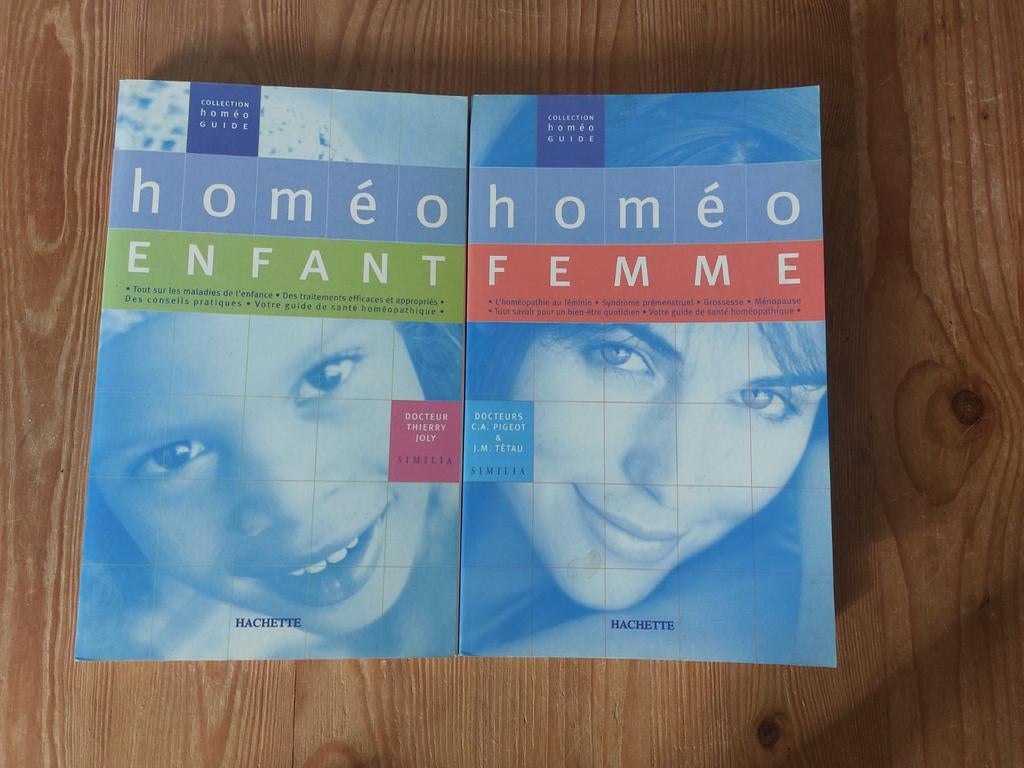 COLLECTION
homéo
GUIDE
homéo
ENFANT
• Tout sur les maladies de l'enfance • Des traitements efficaces et appropriés •
Des conseils pratiques • Votre guide de santé homéopathique •
DOCTEUR
THIERRY
JOLY
SIMILIA
HACHETTE
COLLECTION
homéo
GUIDE
homéo
FEMME
• L'homéopathie au féminin • Syndrome prémenstruel • Grossesse • Ménopause
• Tout savoir pour un bien-être quotidien • Votre guide de santé homéopathique •
DOCTEURS
C.A. PIGEOT
&
J.M. TÉTAU
SIMILIA
HACHETTE